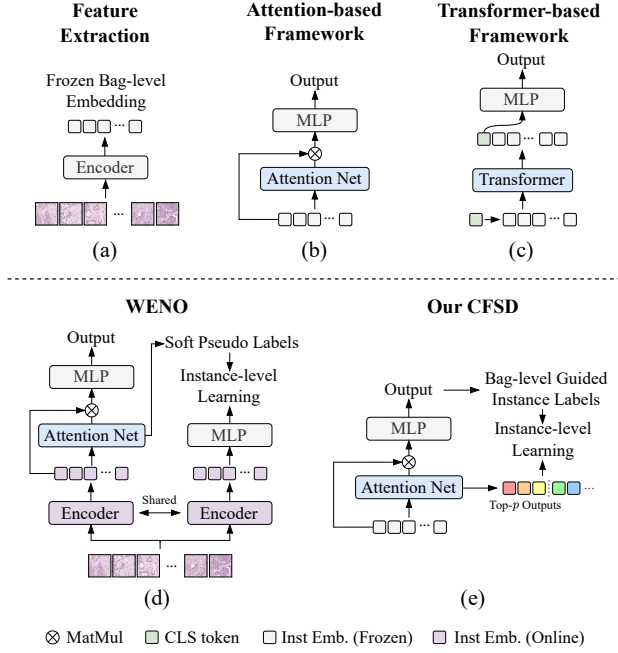 Feature
Extraction
Frozen Bag-level
Embedding
...
Encoder
...
(a)
Attention-based
Framework
Output
MLP
Attention Net
...
(b)
Transformer-based
Framework
Output
MLP
...
Transformer
...
(c)
WENO
Output
Soft Pseudo Labels
MLP
Instance-level
Learning
Attention Net
MLP
...
...
Encoder
Shared
Encoder
...
(d)
Our CFSD
Output
Bag-level Guided
Instance Labels
MLP
Instance-level
Learning
Attention Net
...
Top-p Outputs
...
(e)
MatMul
CLS token
Inst Emb. (Frozen)
Inst Emb. (Online)